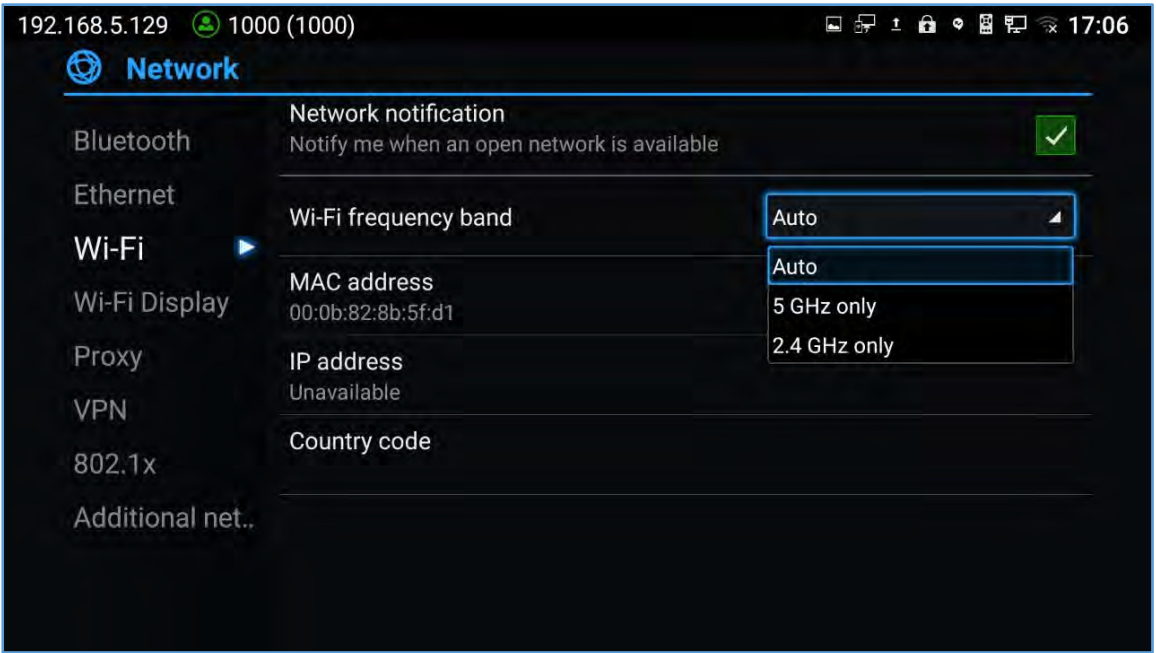 192.168.5.129 1000 (1000) 17:06
Network
Bluetooth
Ethernet
Wi-Fi
Wi-Fi Display
Proxy
VPN
802.1x
Additional net..
Network notification
Notify me when an open network is available
Wi-Fi frequency band
Auto
Auto
5 GHz only
2.4 GHz only
MAC address
00:0b:82:8b:5f:d1
IP address
Unavailable
Country code